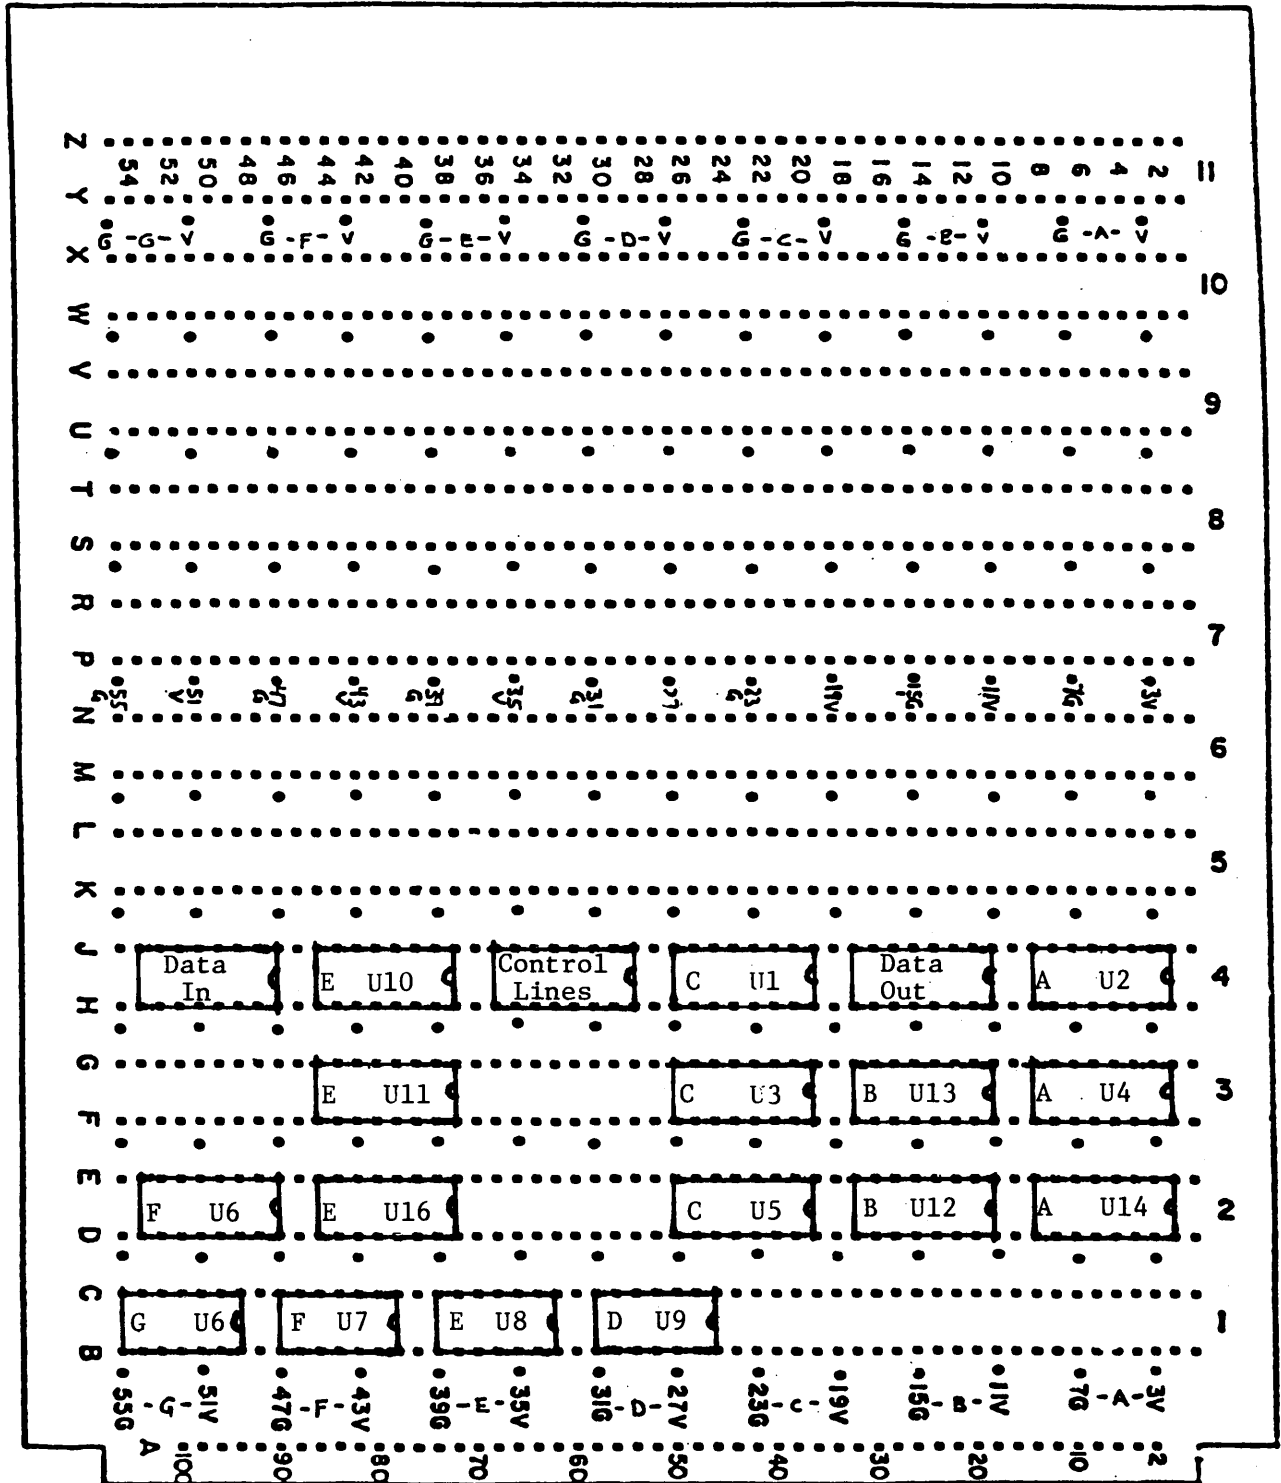 Z
54 52 50 48 46 44 42 40 38 36 34 32 30 28 26 24 22 20 18 16 14 12 10 8 6 4 2
11
Y
G -G- V G -F- V G -E- V G -D- V G -C- V G -B- V G -A- V
X
10
W
V
9
U
T
8
S
R
7
P
55G 51V 47G 43V 39G 35V 31G 27 23G 19V 15G 11V 7G 3V
N
6
M
L
5
K
J
Data In
E U10
Control Lines
C U1
Data Out
A U2
4
H
G
E U11
C U3
B U13
A U4
3
F
E
F U6
E U16
C U5
B U12
A U14
2
D
C
G U6
F U7
E U8
D U9
1
B
55G -G- 51V 47G -F- 43V 39G -E- 35V 31G -D- 27V 23G -C- 19V 15G -B- 11V 7G -A- 3V
A 100 90 80 70 60 50 40 30 20 10 2